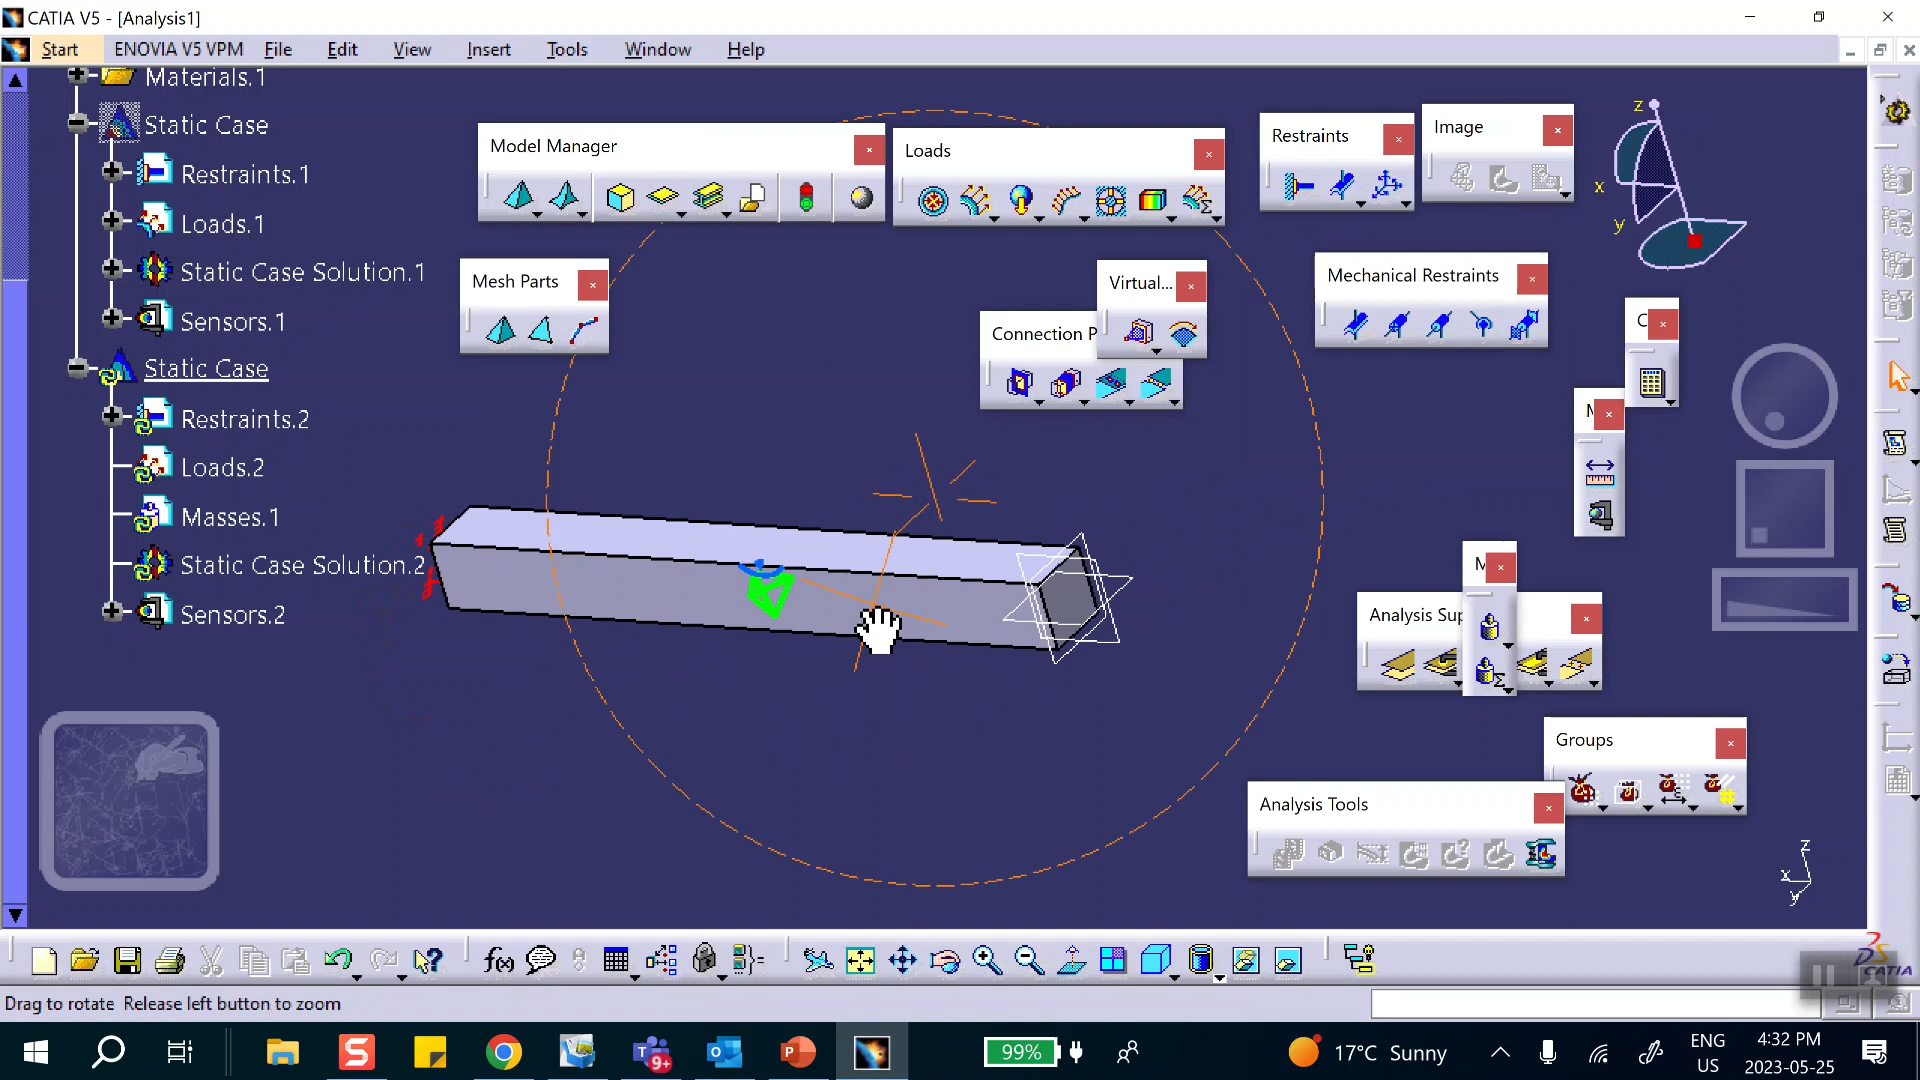 CATIA V5 - [Analysis1]
Start ENOVIA V5 VPM File Edit View Insert Tools Window Help
Materials.1
Static Case
Restraints.1
Loads.1
Static Case Solution.1
Sensors.1
Static Case
Restraints.2
Loads.2
Masses.1
Static Case Solution.2
Sensors.2
Model Manager
Loads
Restraints
Image
Mesh Parts
Virtual...
Connection P
Mechanical Restraints
C
M
Analysis Sup
Groups
Analysis Tools
z
x
y
z
x
y
f(x)
CATIA
Drag to rotate Release left button to zoom
99%
17°C Sunny
ENG
US
4:32 PM
2023-05-25
9+